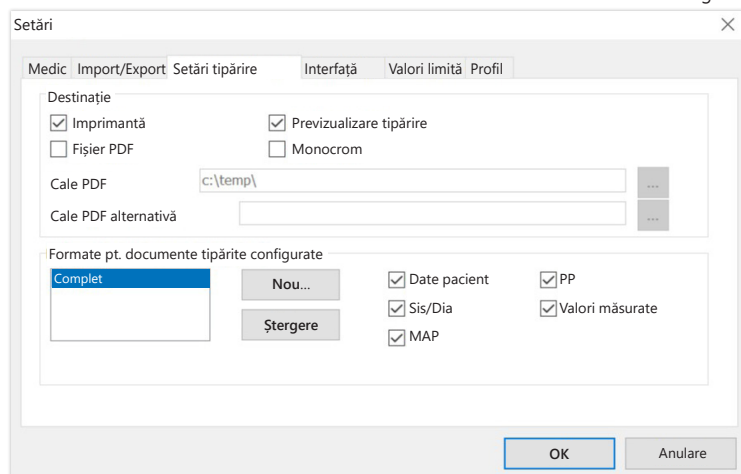 Setări
Medic Import/Export Setări tipărire Interfață Valori limită Profil
Destinație
Imprimantă Previzualizare tipărire
Fișier PDF Monocrom
Cale PDF c:\temp\ ...
Cale PDF alternativă ...
Formate pt. documente tipărite configurate
Complet Nou... Date pacient PP
Sis/Dia Valori măsurate
Ștergere
MAP
OK Anulare